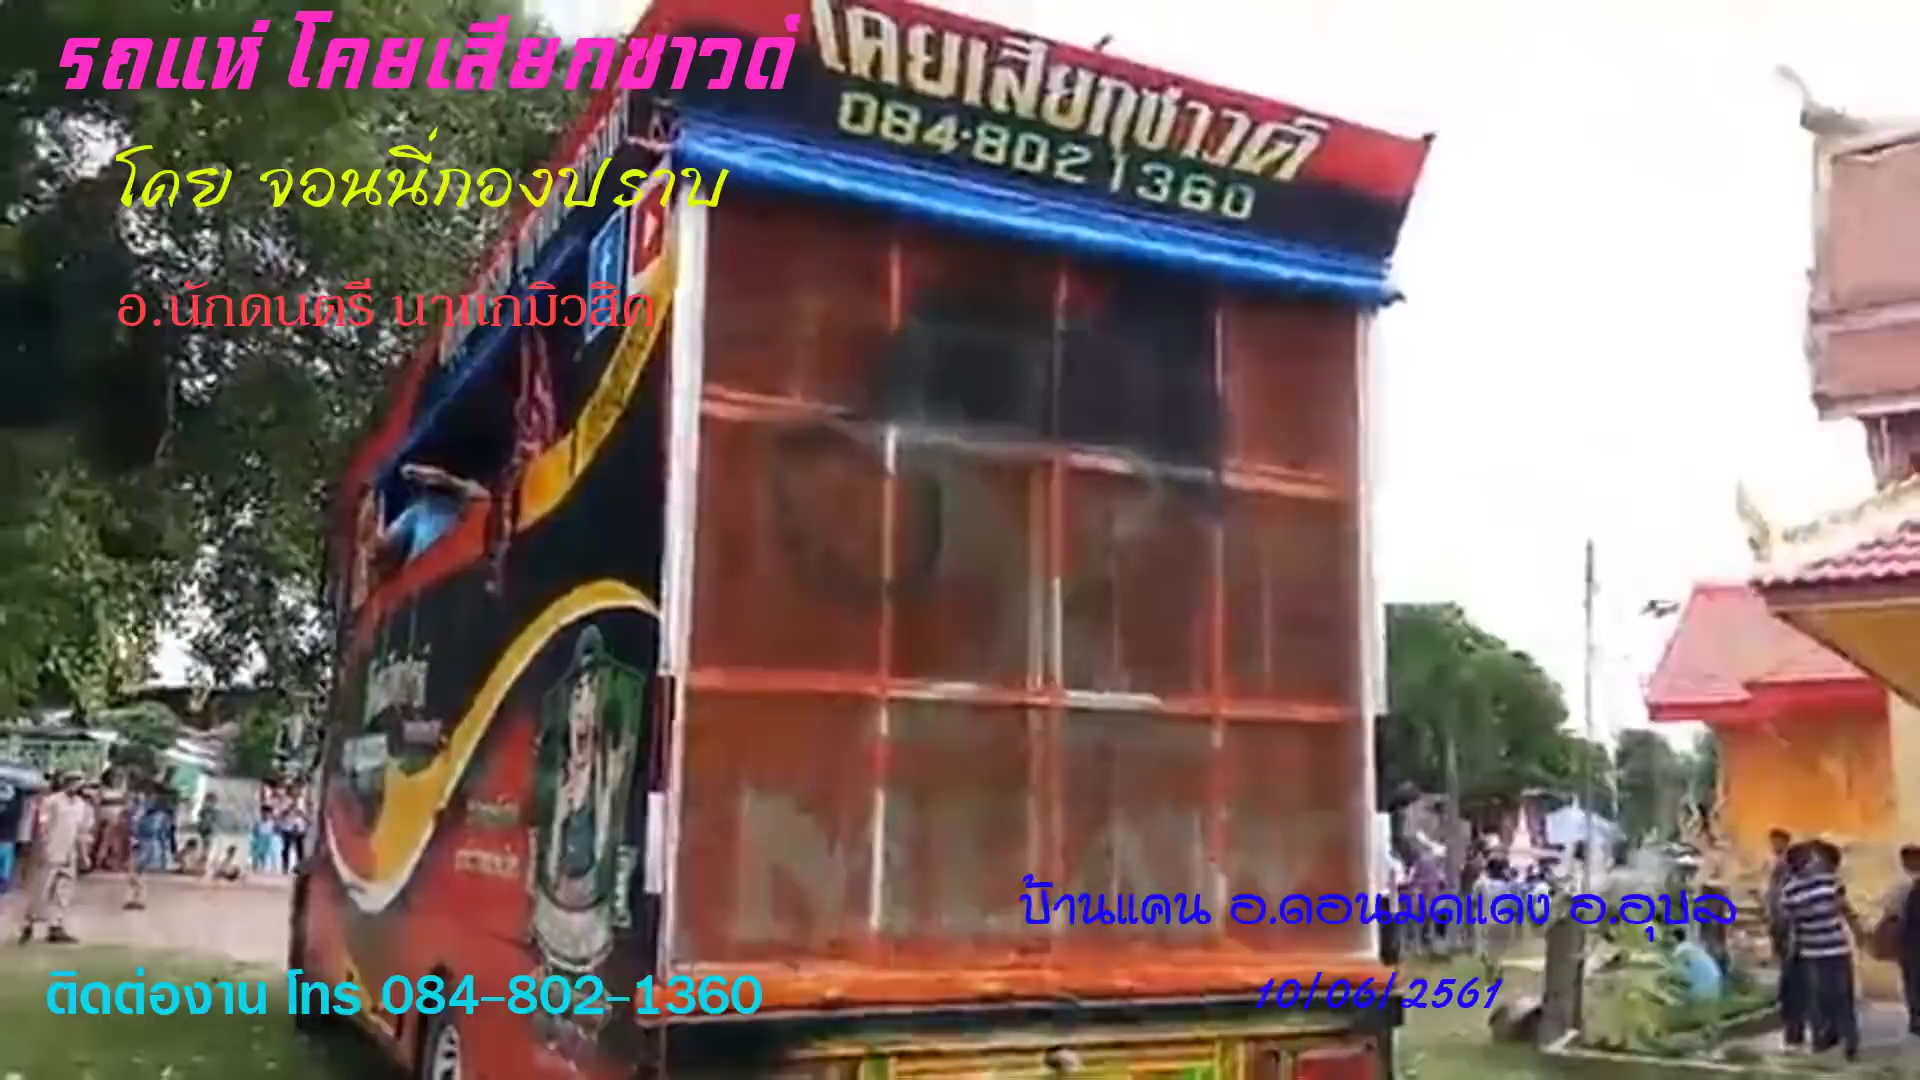 รถแห่ โคยเสียกซาวด์
โดย จอนนี่กองปราบ
อ.นักดนตรี นาแกมิวสิค
โคยเสียกซาวด์
084-802 1360
บ้านแคน อ.ดอนมดแดง อ.อุบล
10/06/2561
ติดต่องาน โทร 084-802-1360